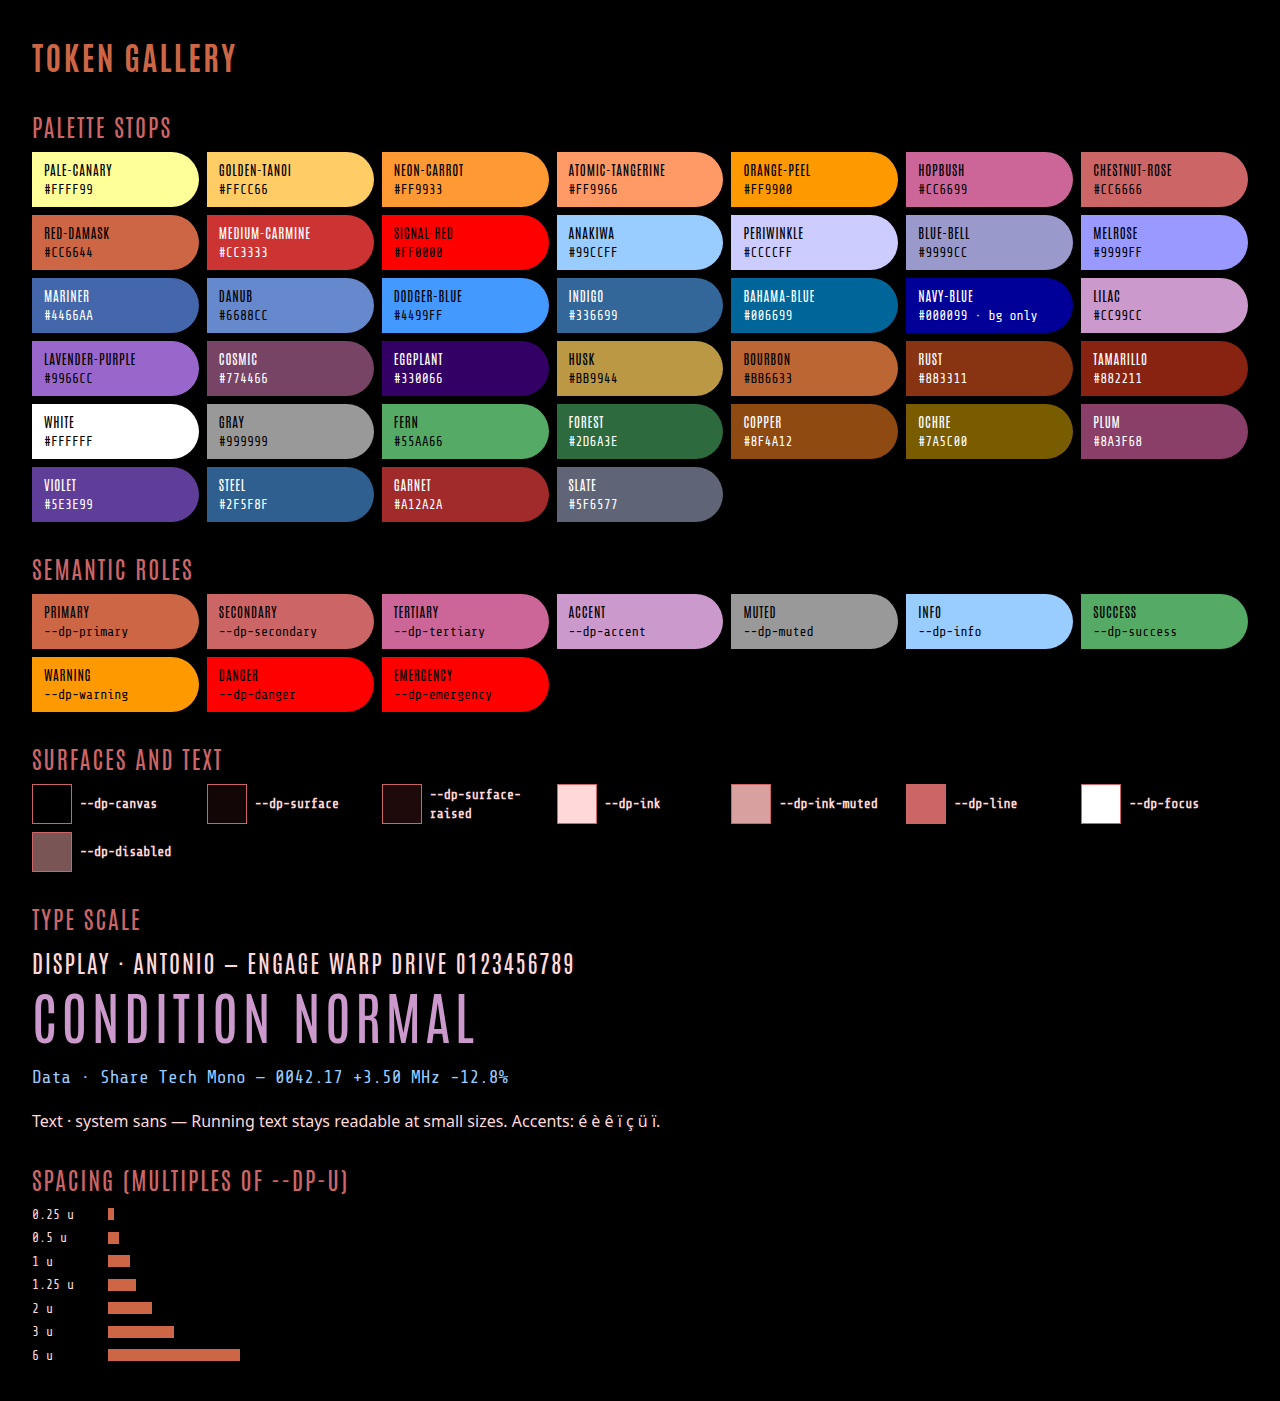 TOKEN GALLERY
PALETTE STOPS
PALE-CANARY
#FFFF99
GOLDEN-TANOI
#FFCC66
NEON-CARROT
#FF9933
ATOMIC-TANGERINE
#FF9966
ORANGE-PEEL
#FF9900
HOPBUSH
#CC6699
CHESTNUT-ROSE
#CC6666
RED-DAMASK
#CC6644
MEDIUM-CARMINE
#CC3333
SIGNAL-RED
#FF0000
ANAKIWA
#99CCFF
PERIWINKLE
#CCCCFF
BLUE-BELL
#9999CC
MELROSE
#9999FF
MARINER
#4466AA
DANUB
#6688CC
DODGER-BLUE
#4499FF
INDIGO
#336699
BAHAMA-BLUE
#006699
NAVY-BLUE
#000099 · bg only
LILAC
#CC99CC
LAVENDER-PURPLE
#9966CC
COSMIC
#774466
EGGPLANT
#330066
HUSK
#BB9944
BOURBON
#BB6633
RUST
#883311
TAMARILLO
#882211
WHITE
#FFFFFF
GRAY
#999999
FERN
#55AA66
FOREST
#2D6A3E
COPPER
#8F4A12
OCHRE
#7A5C00
PLUM
#8A3F68
VIOLET
#5E3E99
STEEL
#2F5F8F
GARNET
#A12A2A
SLATE
#5F6577
SEMANTIC ROLES
PRIMARY
--dp-primary
SECONDARY
--dp-secondary
TERTIARY
--dp-tertiary
ACCENT
--dp-accent
MUTED
--dp-muted
INFO
--dp-info
SUCCESS
--dp-success
WARNING
--dp-warning
DANGER
--dp-danger
EMERGENCY
--dp-emergency
SURFACES AND TEXT
--dp-canvas
--dp-surface
--dp-surface-
raised
--dp-ink
--dp-ink-muted
--dp-line
--dp-focus
--dp-disabled
TYPE SCALE
DISPLAY · ANTONIO — ENGAGE WARP DRIVE 0123456789
CONDITION NORMAL
Data · Share Tech Mono — 0042.17 +3.50 MHz −12.8%
Text · system sans — Running text stays readable at small sizes. Accents: é è ê ï ç ü ï.
SPACING (MULTIPLES OF --DP-U)
0.25 u
0.5 u
1 u
1.25 u
2 u
3 u
6 u